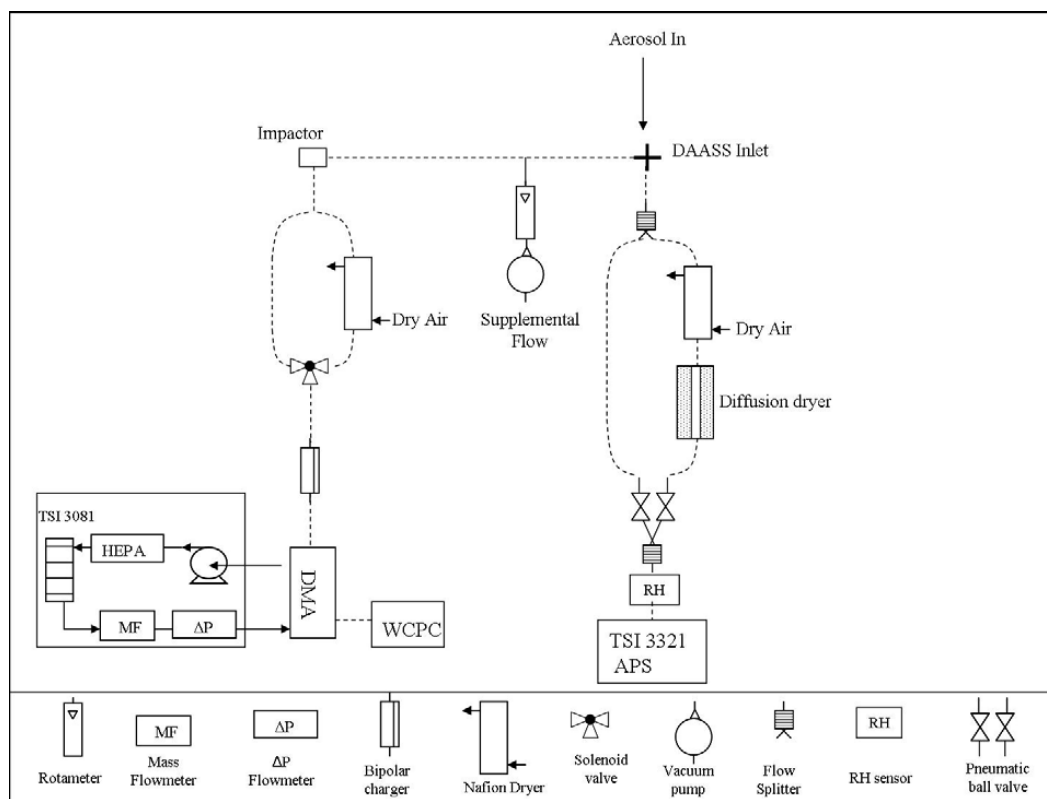 Aerosol In
Impactor
DAASS Inlet
Dry Air
Supplemental
Flow
Dry Air
Diffusion dryer
TSI 3081
HEPA
MF
ΔP
DMA
WCPC
RH
TSI 3321
APS
MF
ΔP
RH
Rotameter
Mass
Flowmeter
ΔP
Flowmeter
Bipolar
charger
Nafion Dryer
Solenoid
valve
Vacuum
pump
Flow
Splitter
RH sensor
Pneumatic
ball valve